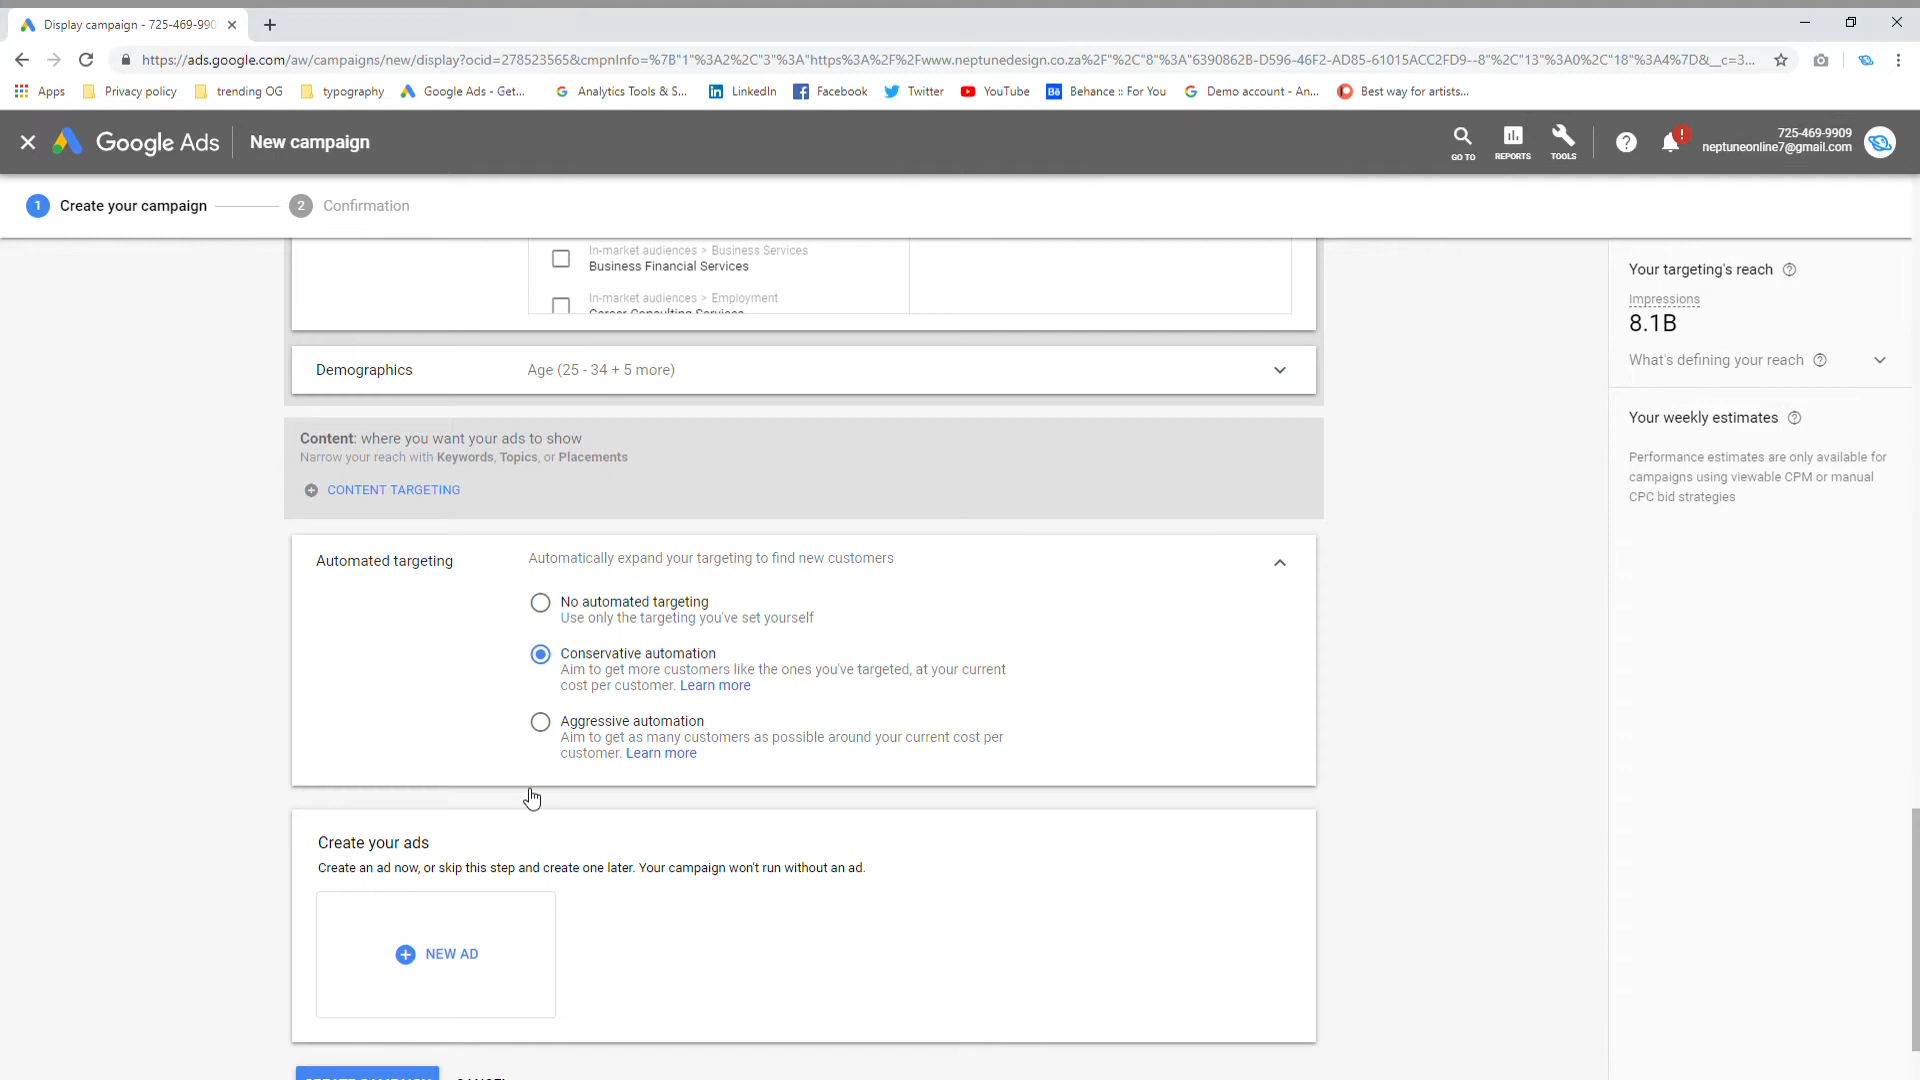 Display campaign - 725-469-990
https://ads.google.com/aw/campaigns/new/display?ocid=278523565&cmpnInfo=%7B"1"%3A2%2C"3"%3A"https%3A%2F%2Fwww.neptunedesign.co.za%2F"%2C"8"%3A"6390862B-D596-46F2-AD85-61015ACC2FD9--8"%2C"13"%3A0%2C"18"%3A4%7D&__c=3...
Apps Privacy policy trending OG typography Google Ads - Get... Analytics Tools & S... LinkedIn Facebook Twitter YouTube Behance :: For You Demo account - An... Best way for artists...
Google Ads New campaign
GO TO REPORTS TOOLS
725-469-9909
neptuneonline7@gmail.com
1 Create your campaign 2 Confirmation
In-market audiences > Business Services
Business Financial Services
In-market audiences > Employment
Career Consulting Services
Demographics Age (25 - 34 + 5 more)
Content: where you want your ads to show
Narrow your reach with Keywords, Topics, or Placements
CONTENT TARGETING
Automated targeting Automatically expand your targeting to find new customers
No automated targeting
Use only the targeting you've set yourself
Conservative automation
Aim to get more customers like the ones you've targeted, at your current
cost per customer. Learn more
Aggressive automation
Aim to get as many customers as possible around your current cost per
customer. Learn more
Create your ads
Create an ad now, or skip this step and create one later. Your campaign won't run without an ad.
NEW AD
CREATE CAMPAIGN CANCEL
Your targeting's reach
Impressions
8.1B
What's defining your reach
Your weekly estimates
Performance estimates are only available for
campaigns using viewable CPM or manual
CPC bid strategies